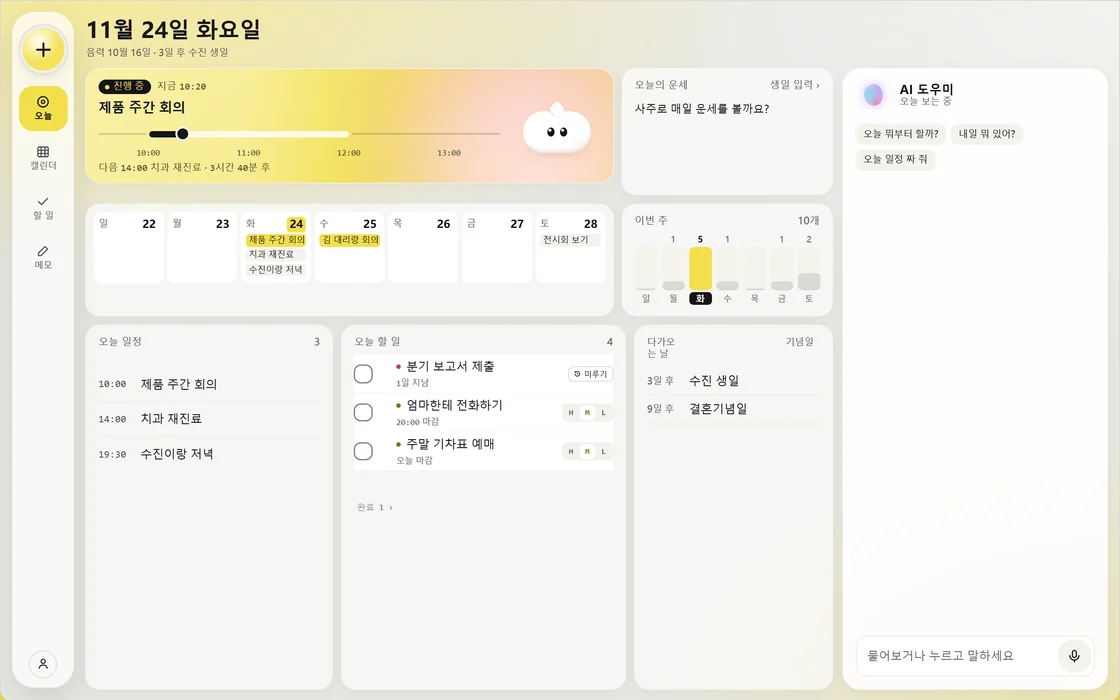 11월 24일 화요일
음력 10월 16일 · 3일 후 수진 생일
오늘
캘린더
할 일
메모
진행 중 지금 10:20
제품 주간 회의
10:00 11:00 12:00 13:00
다음 14:00 치과 재진료 · 3시간 40분 후
오늘의 운세 생일 입력 ›
사주로 매일 운세를 볼까요?
일 22 월 23 화 24 수 25 목 26 금 27 토 28
제품 주간 회의 김 대리랑 회의 전시회 보기
치과 재진료
수진이랑 저녁
이번 주 10개
1 5 1 1 2
일 월 화 수 목 금 토
오늘 일정 3
10:00 제품 주간 회의
14:00 치과 재진료
19:30 수진이랑 저녁
오늘 할 일 4
분기 보고서 제출
1일 지남
미루기
엄마한테 전화하기
20:00 마감
H M L
주말 기차표 예매
오늘 마감
H M L
완료 1 ›
다가오
는 날
기념일
3일 후 수진 생일
9일 후 결혼기념일
AI 도우미
오늘 보는 중
오늘 뭐부터 할까? 내일 뭐 있어?
오늘 일정 짜 줘
물어보거나 누르고 말하세요